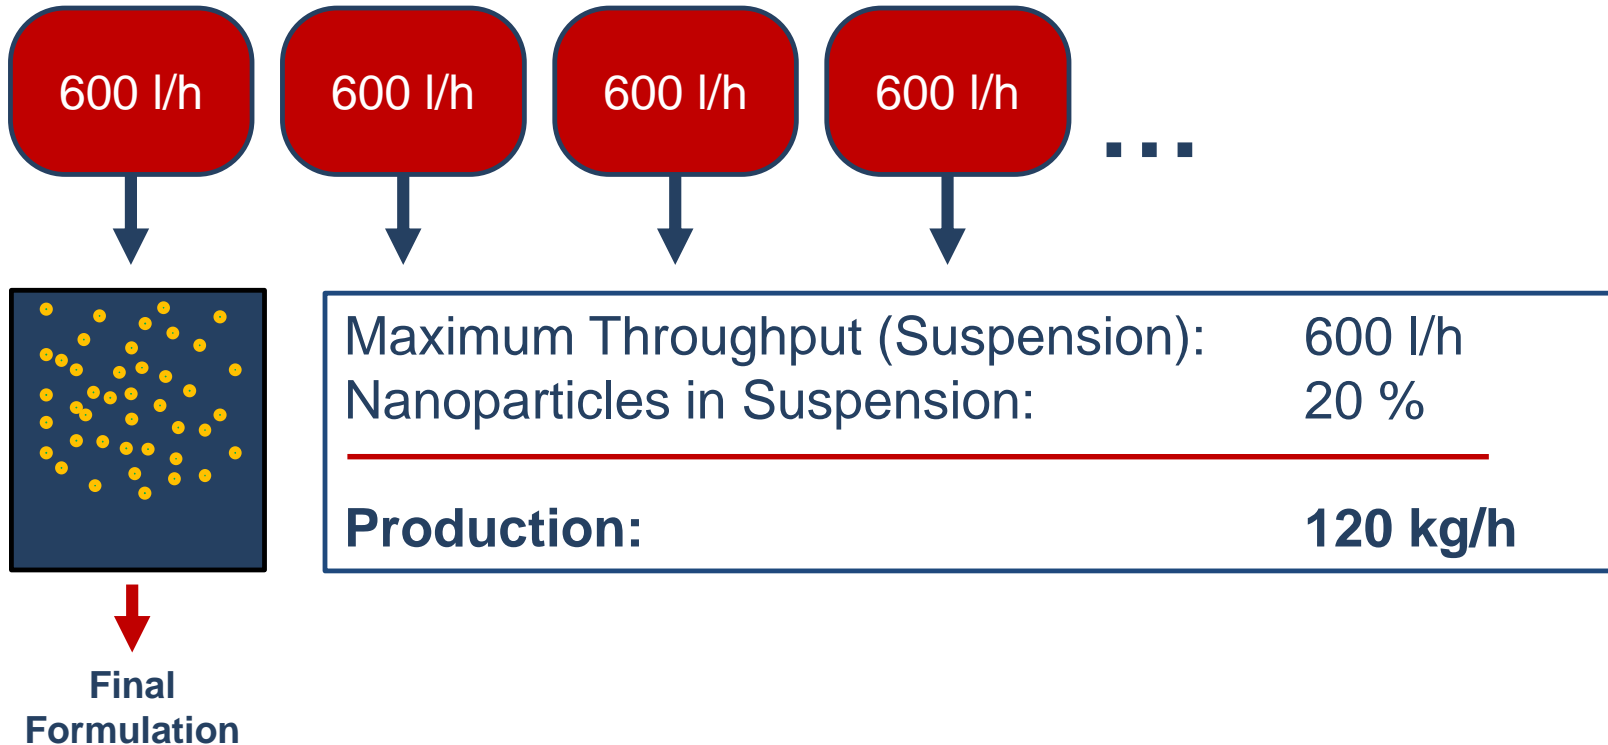 600 l/h 600 l/h 600 l/h 600 l/h
...
Maximum Throughput (Suspension): 600 l/h
Nanoparticles in Suspension: 20 %
Production: 120 kg/h
Final
Formulation